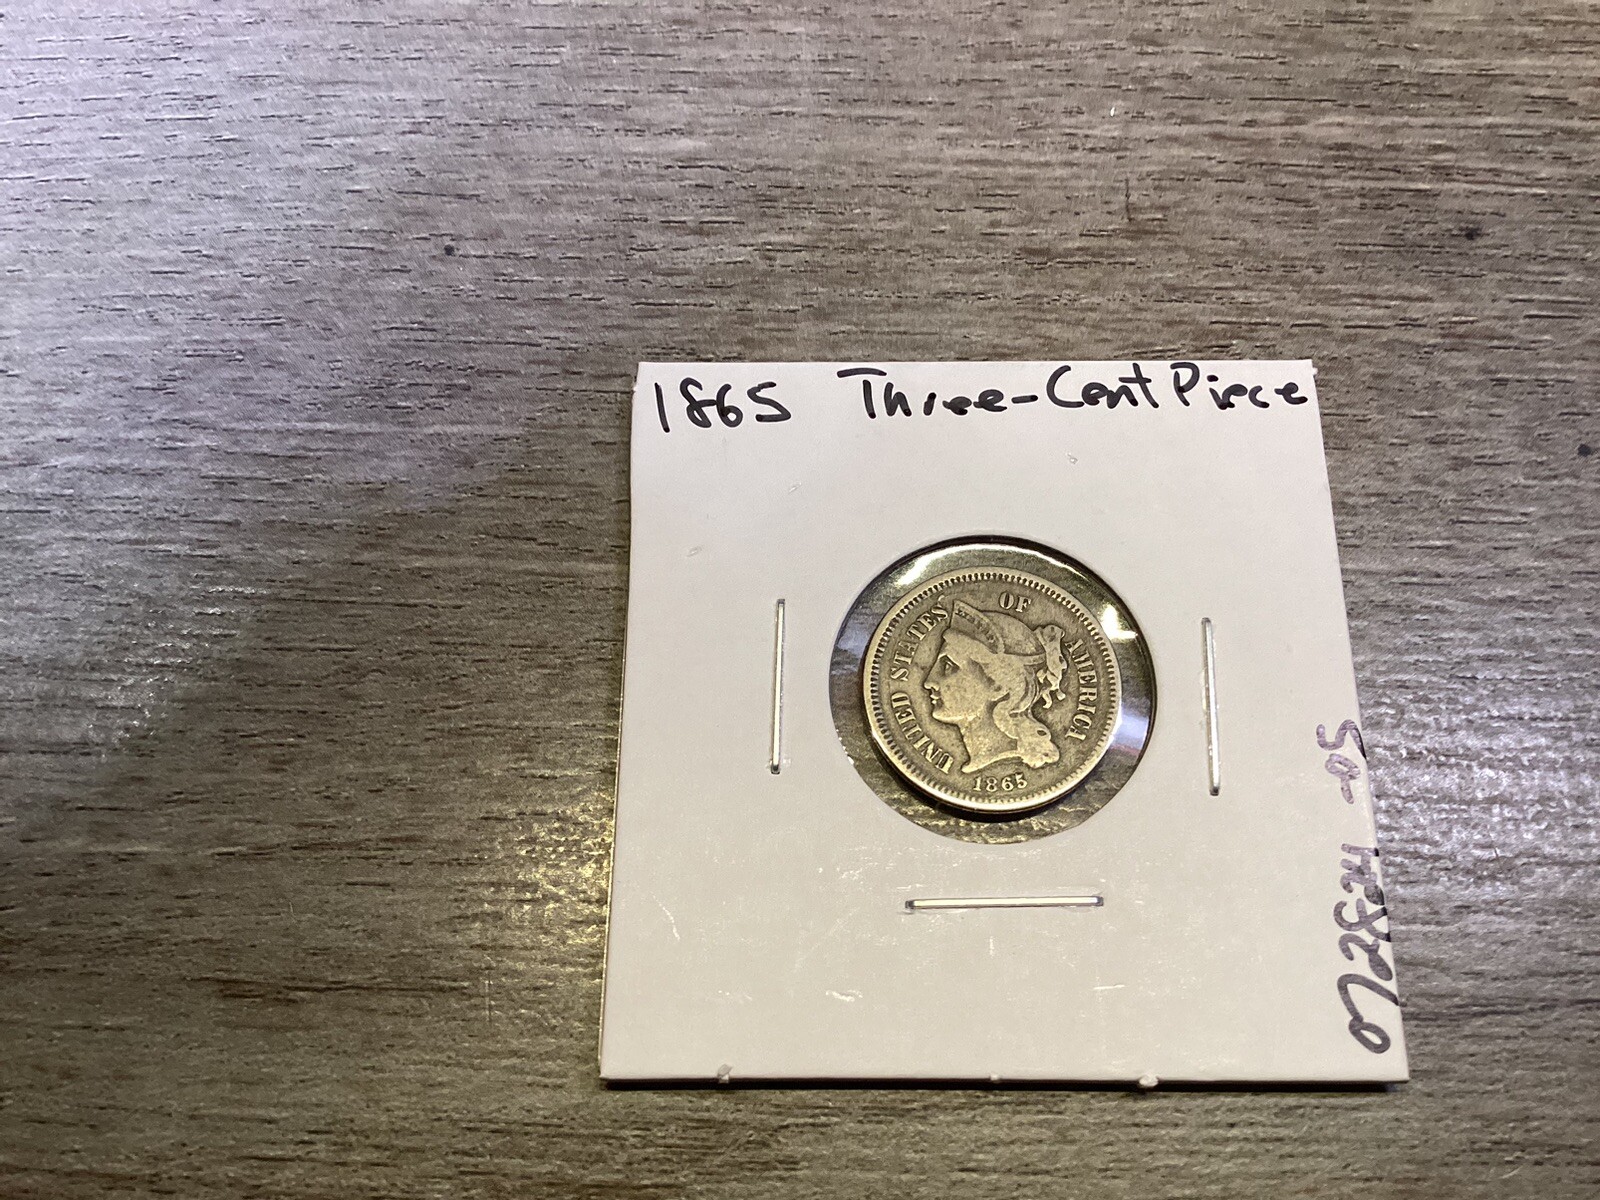 1865 Three-Cent Piece
UNITED STATES OF AMERICA
1865